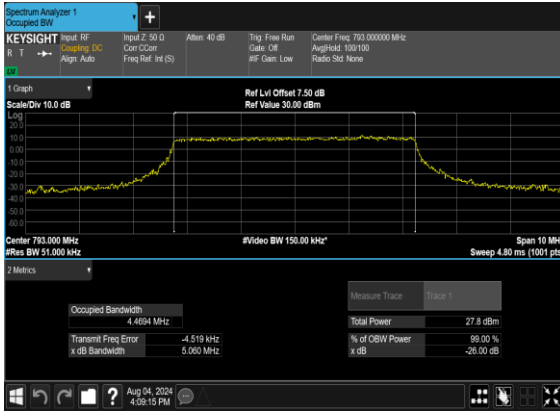 Spectrum Analyzer 1
Occupied BW
KEYSIGHT
R T
Input: RF
Coupling: DC
Align: Auto
Input Z: 50 Ω
Corr CCorr
Freq Ref: Int (S)
Atten: 40 dB
Trig: Free Run
Gate: Off
#IF Gain: Low
Center Freq: 793.000000 MHz
Avg|Hold: 100/100
Radio Std: None
1 Graph
Scale/Div 10.0 dB
Ref Lvl Offset 7.50 dB
Ref Value 30.00 dBm
Log
20.0
10.0
0.00
-10.0
-20.0
-30.0
-40.0
-50.0
-60.0
Center 793.000 MHz
#Res BW 51.000 kHz
#Video BW 150.00 kHz*
Span 10 MH
Sweep 4.80 ms (1001 pts
2 Metrics
Measure Trace
Trace 1
Occupied Bandwidth
4.4694 MHz
Total Power
27.8 dBm
Transmit Freq Error
-4.519 kHz
% of OBW Power
99.00 %
x dB Bandwidth
5.060 MHz
x dB
-26.00 dB
?
Aug 04, 2024
4:09:15 PM